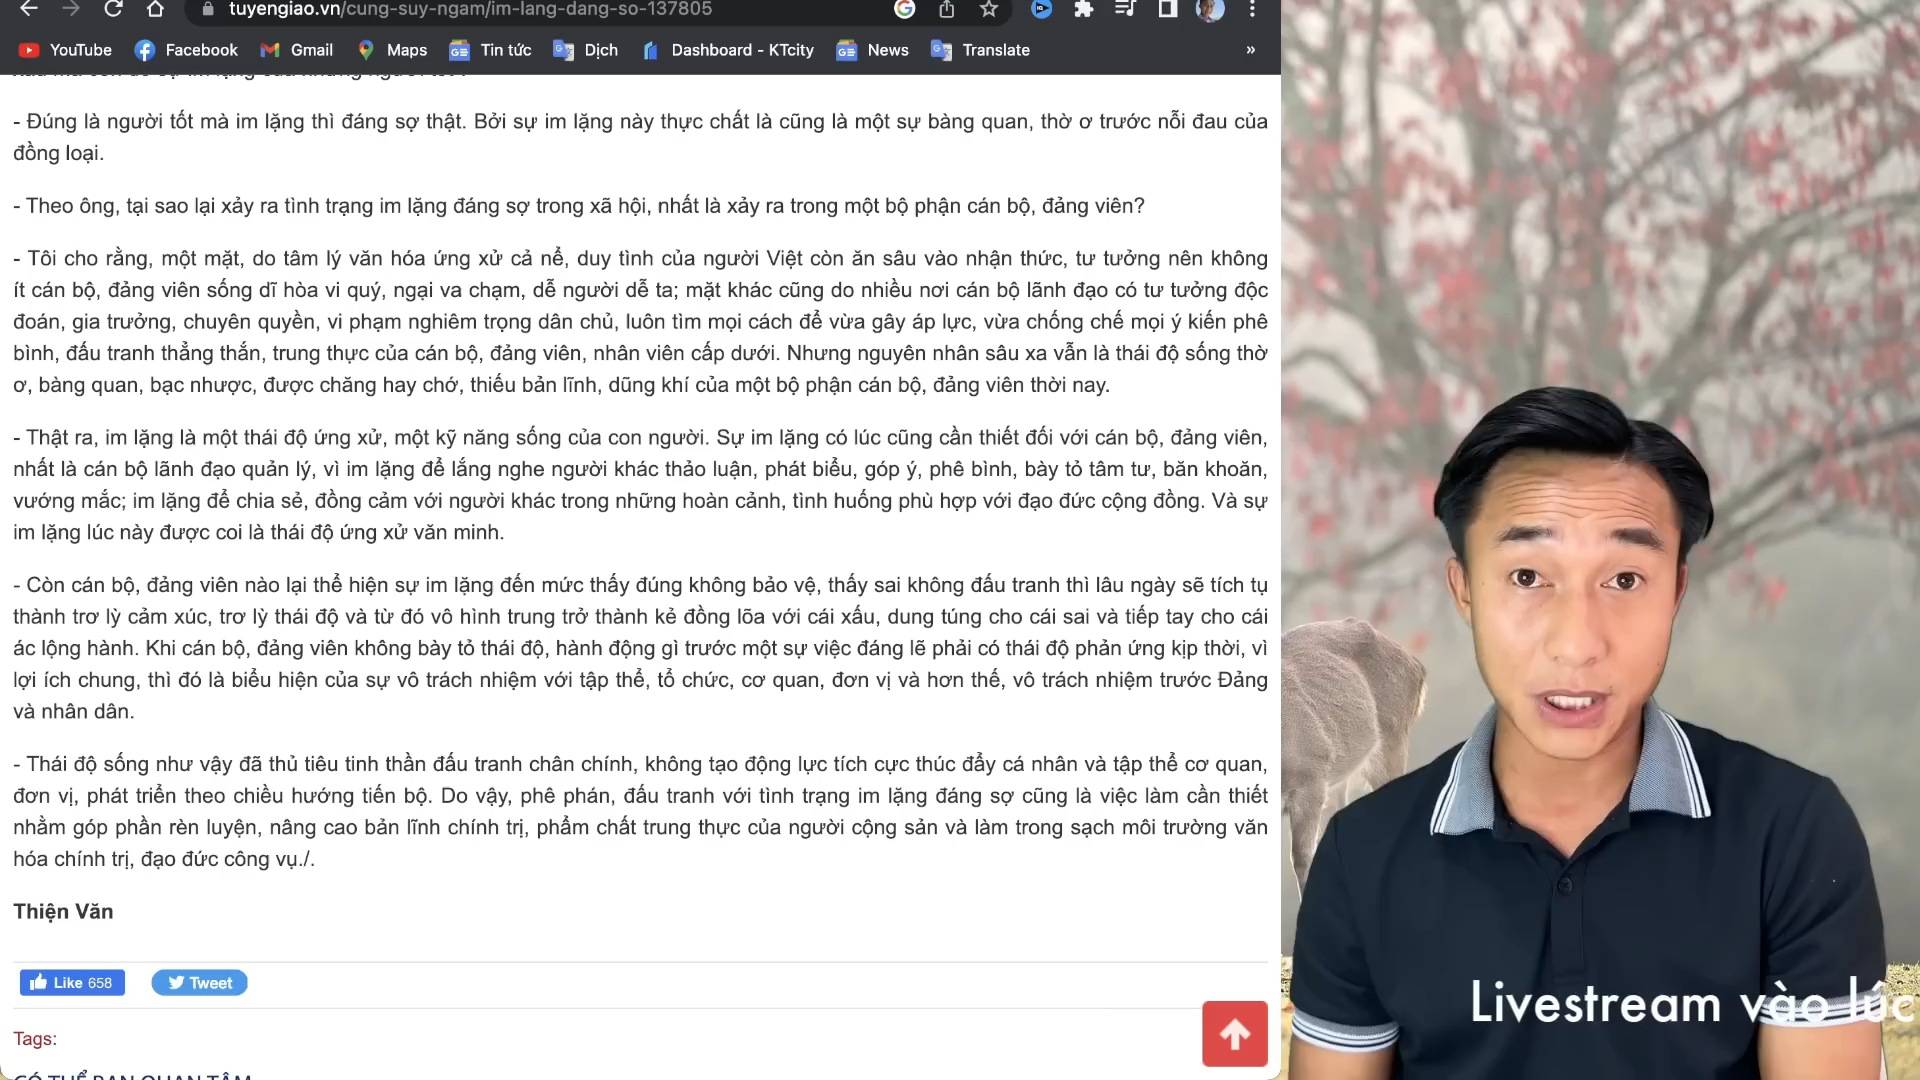 tuyengiao.vn/cung-suy-ngam/im-lang-dang-so-137805
YouTube Facebook Gmail Maps Tin tức Dịch Dashboard - KTcity News Translate »
- Đúng là người tốt mà im lặng thì đáng sợ thật. Bởi sự im lặng này thực chất là cũng là một sự bàng quan, thờ ơ trước nỗi đau của
đồng loại.
- Theo ông, tại sao lại xảy ra tình trạng im lặng đáng sợ trong xã hội, nhất là xảy ra trong một bộ phận cán bộ, đảng viên?
- Tôi cho rằng, một mặt, do tâm lý văn hóa ứng xử cả nể, duy tình của người Việt còn ăn sâu vào nhận thức, tư tưởng nên không
ít cán bộ, đảng viên sống dĩ hòa vi quý, ngại va chạm, dễ người dễ ta; mặt khác cũng do nhiều nơi cán bộ lãnh đạo có tư tưởng độc
đoán, gia trưởng, chuyên quyền, vi phạm nghiêm trọng dân chủ, luôn tìm mọi cách để vừa gây áp lực, vừa chống chế mọi ý kiến phê
bình, đấu tranh thẳng thắn, trung thực của cán bộ, đảng viên, nhân viên cấp dưới. Nhưng nguyên nhân sâu xa vẫn là thái độ sống thờ
ơ, bàng quan, bạc nhược, được chăng hay chớ, thiếu bản lĩnh, dũng khí của một bộ phận cán bộ, đảng viên thời nay.
- Thật ra, im lặng là một thái độ ứng xử, một kỹ năng sống của con người. Sự im lặng có lúc cũng cần thiết đối với cán bộ, đảng viên,
nhất là cán bộ lãnh đạo quản lý, vì im lặng để lắng nghe người khác thảo luận, phát biểu, góp ý, phê bình, bày tỏ tâm tư, băn khoăn,
vướng mắc; im lặng để chia sẻ, đồng cảm với người khác trong những hoàn cảnh, tình huống phù hợp với đạo đức cộng đồng. Và sự
im lặng lúc này được coi là thái độ ứng xử văn minh.
- Còn cán bộ, đảng viên nào lại thể hiện sự im lặng đến mức thấy đúng không bảo vệ, thấy sai không đấu tranh thì lâu ngày sẽ tích tụ
thành trơ lỳ cảm xúc, trơ lỳ thái độ và từ đó vô hình trung trở thành kẻ đồng lõa với cái xấu, dung túng cho cái sai và tiếp tay cho cái
ác lộng hành. Khi cán bộ, đảng viên không bày tỏ thái độ, hành động gì trước một sự việc đáng lẽ phải có thái độ phản ứng kịp thời, vì
lợi ích chung, thì đó là biểu hiện của sự vô trách nhiệm với tập thể, tổ chức, cơ quan, đơn vị và hơn thế, vô trách nhiệm trước Đảng
và nhân dân.
- Thái độ sống như vậy đã thủ tiêu tinh thần đấu tranh chân chính, không tạo động lực tích cực thúc đẩy cá nhân và tập thể cơ quan,
đơn vị, phát triển theo chiều hướng tiến bộ. Do vậy, phê phán, đấu tranh với tình trạng im lặng đáng sợ cũng là việc làm cần thiết
nhằm góp phần rèn luyện, nâng cao bản lĩnh chính trị, phẩm chất trung thực của người cộng sản và làm trong sạch môi trường văn
hóa chính trị, đạo đức công vụ./.
Thiện Văn
Like 658 Tweet
Tags:
CÓ THỂ BẠN QUAN TÂM
Livestream vào lúc